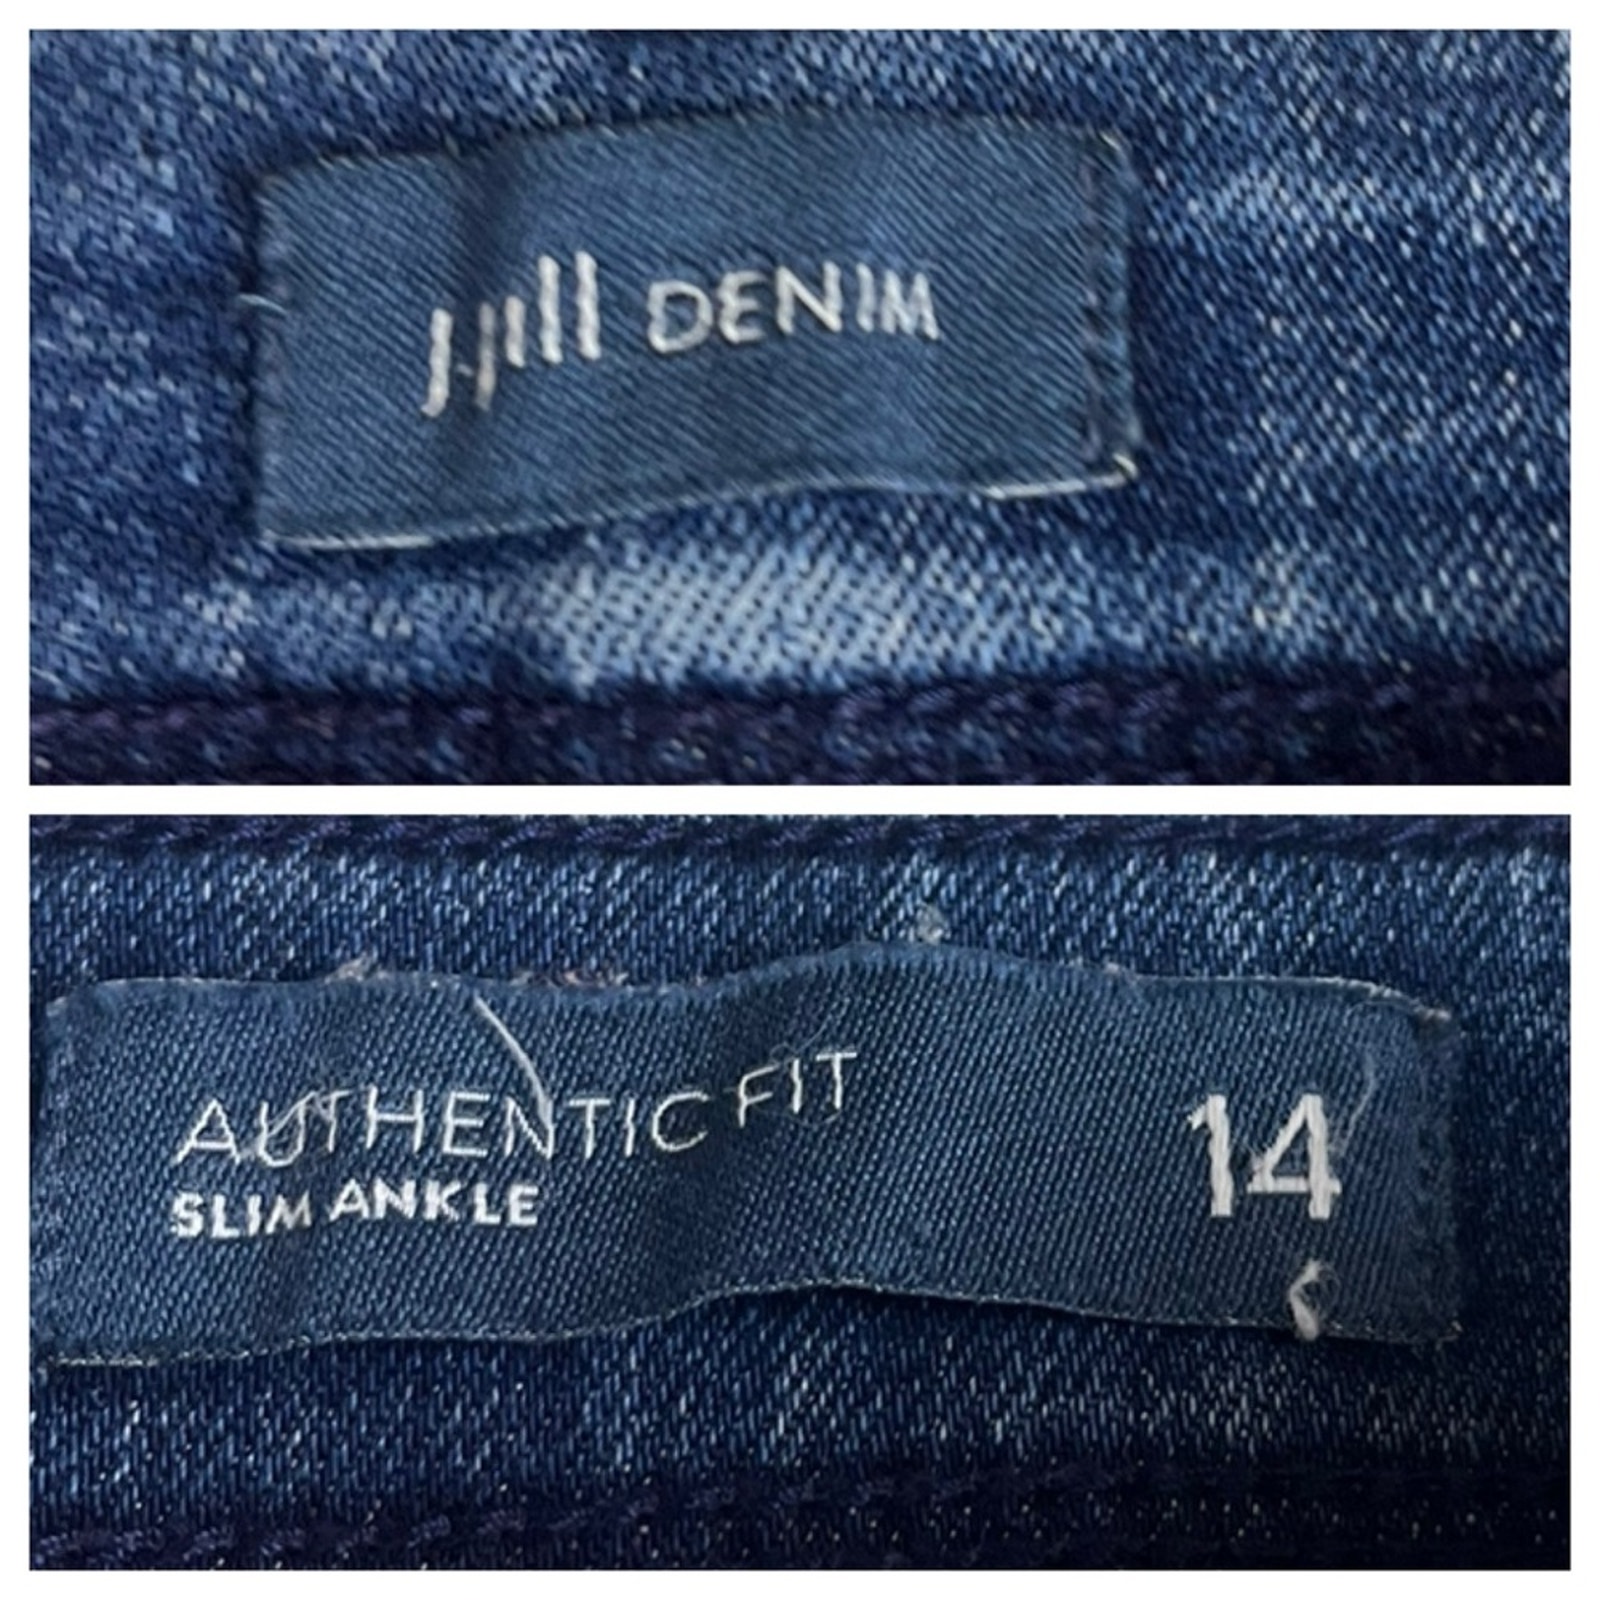 J.Jill DENIM
AUTHENTIC FIT
14
SLIM ANKLE